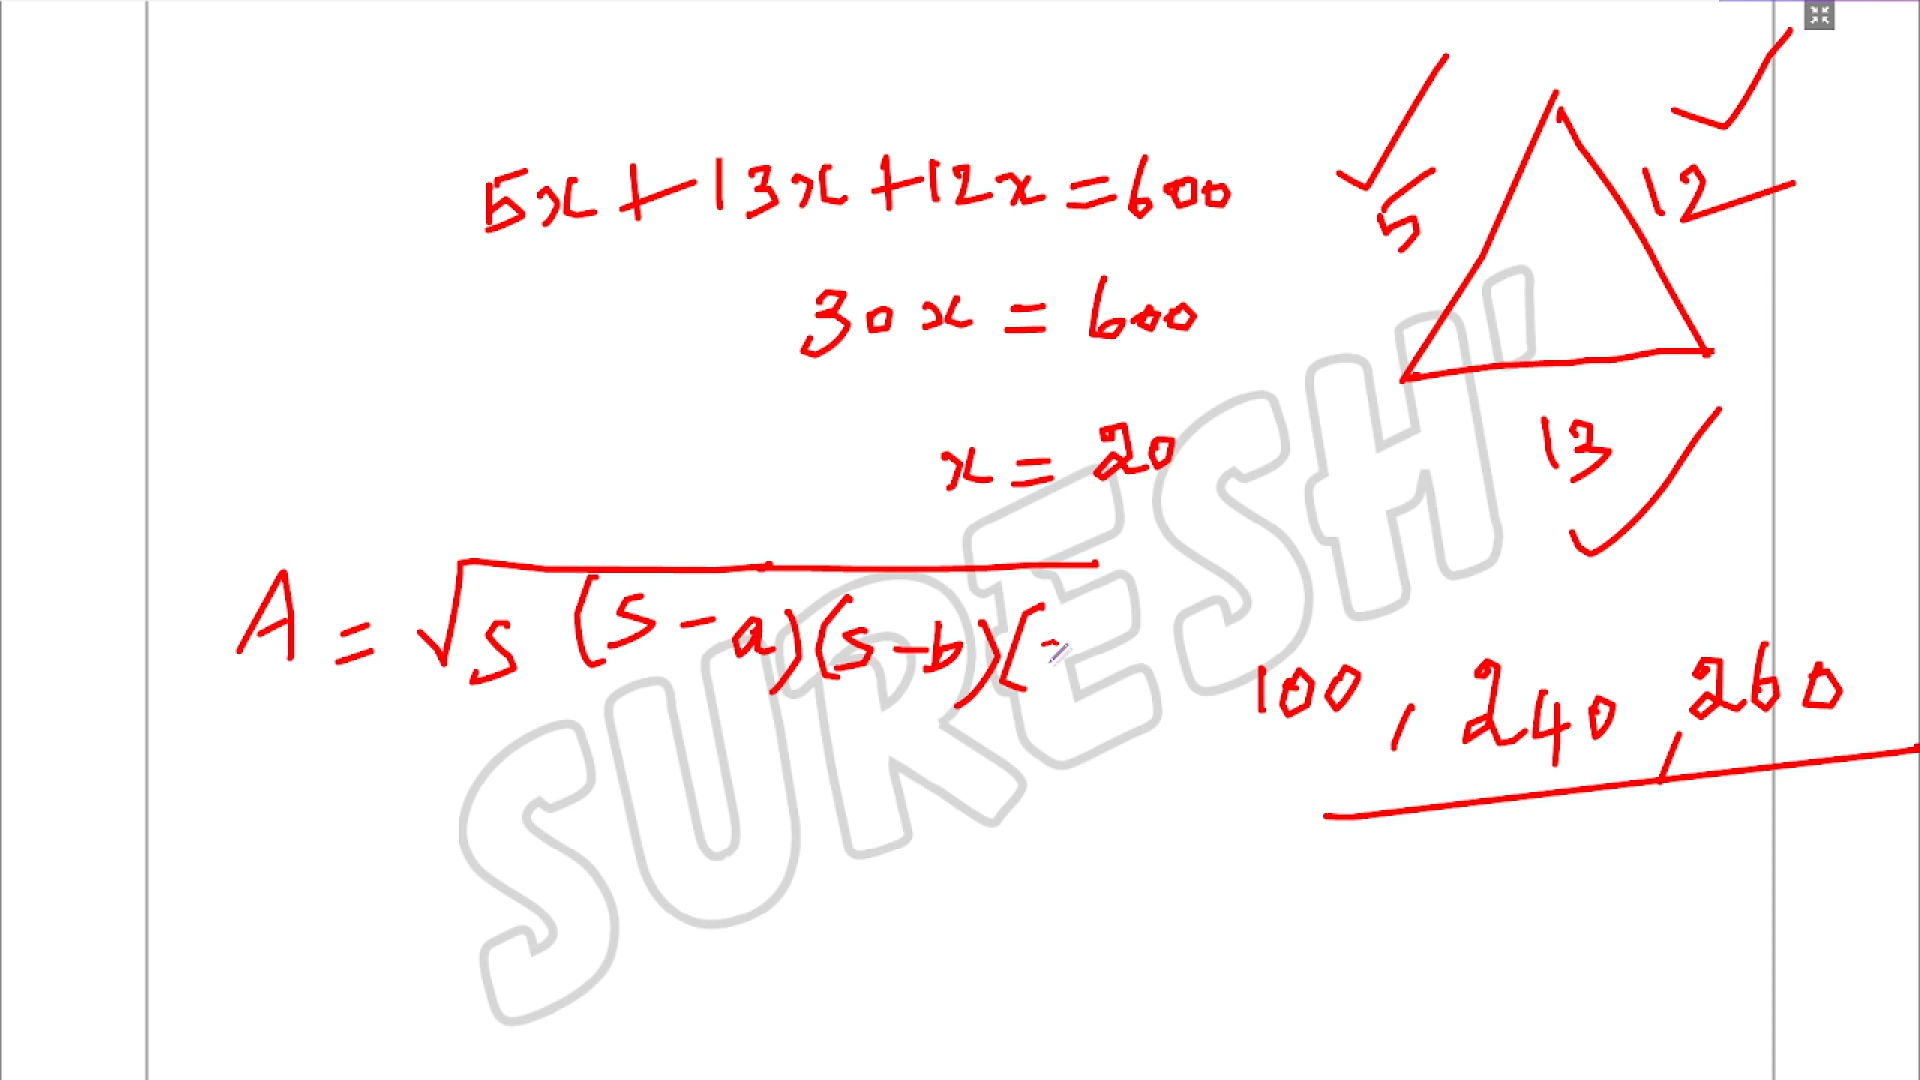 5x+13x+12x=600
5
12
30x=600
13
x=20
A=√s(s-a)(s-b)(
100, 240, 260
SURESH'